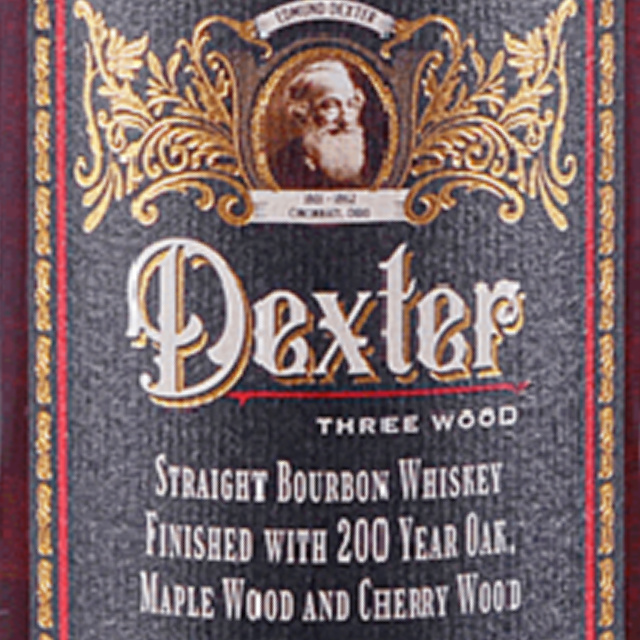 EDMUND DEXTER
CINCINNATI, OHIO
Dexter
THREE WOOD
STRAIGHT BOURBON WHISKEY
FINISHED WITH 200 YEAR OAK,
MAPLE WOOD AND CHERRY WOOD